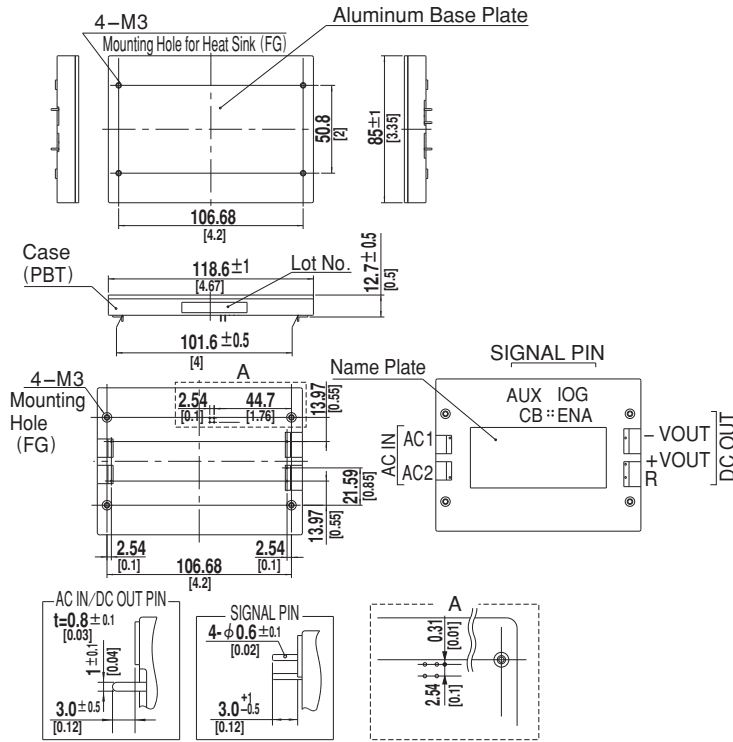 Aluminum Base Plate
4-M3
Mounting Hole for Heat Sink (FG)
50.8
[2]
85±1
[3.35]
106.68
[4.2]
Case
(PBT)
118.6±1
[4.67]
Lot No.
12.7±0.5
[0.5]
101.6±0.5
[4]
4-M3
Mounting
Hole
(FG)
A
2.54
[0.1]
44.7
[1.76]
13.97
[0.55]
21.59
[0.85]
13.97
[0.55]
2.54
[0.1]
2.54
[0.1]
106.68
[4.2]
Name Plate
SIGNAL PIN
AUX IOG
CB ENA
AC IN
AC1
AC2
-VOUT
+VOUT
R
DC OUT
AC IN/DC OUT PIN
t=0.8±0.1
[0.03]
1±0.1
[0.04]
3.0±0.5
[0.12]
SIGNAL PIN
4-ϕ0.6±0.1
[0.02]
3.0+1-0.5
[0.12]
A
0.31
[0.01]
2.54
[0.1]